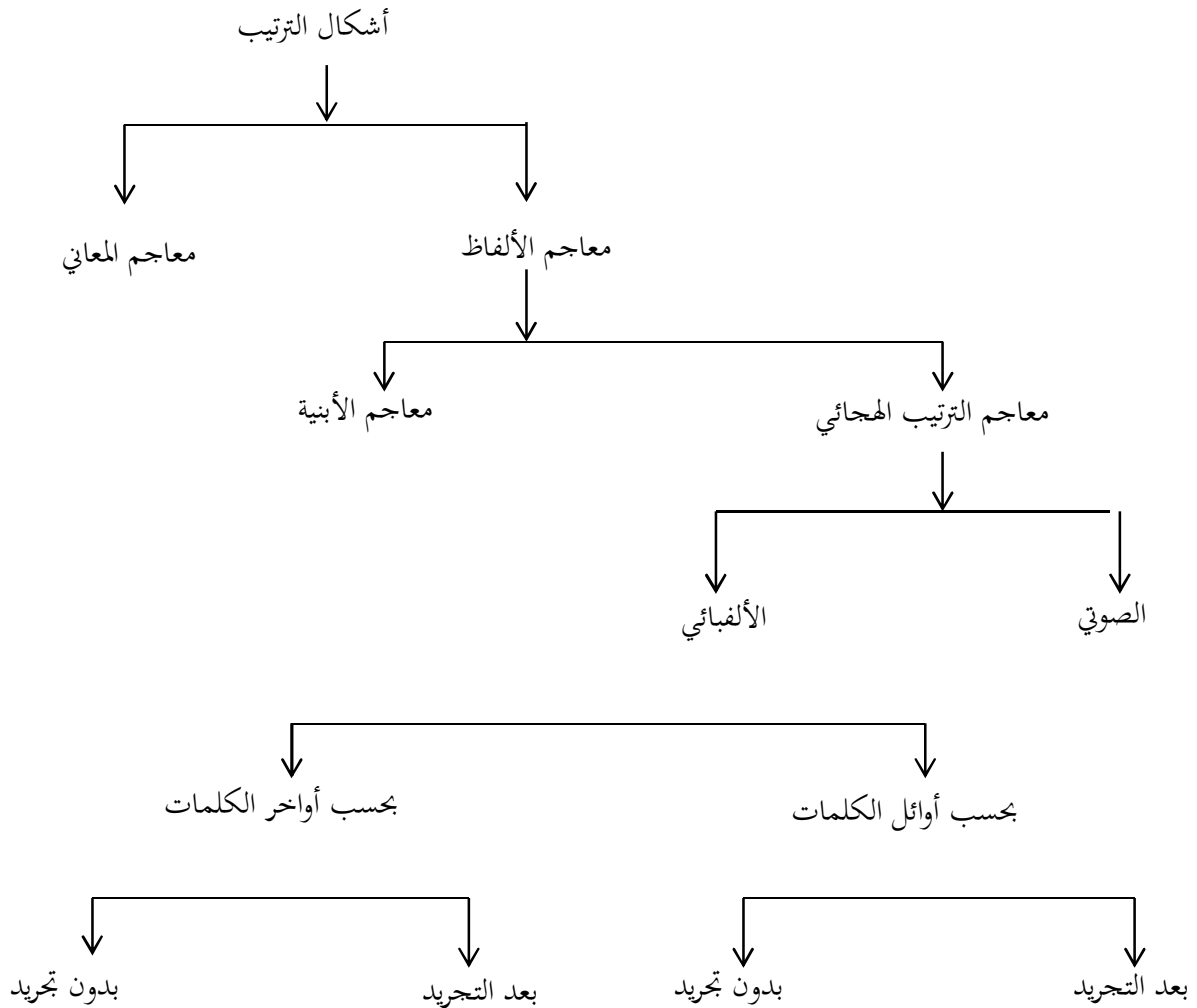 أشكال الترتيب
معاجم الألفاظ
معاجم المعاني
معاجم الترتيب الهجائي
معاجم الأبنية
الصوتي
الألفبائي
بحسب أوائل الكلمات
بحسب أواخر الكلمات
بعد التجريد
بدون تجريد
بعد التجريد
بدون تجريد